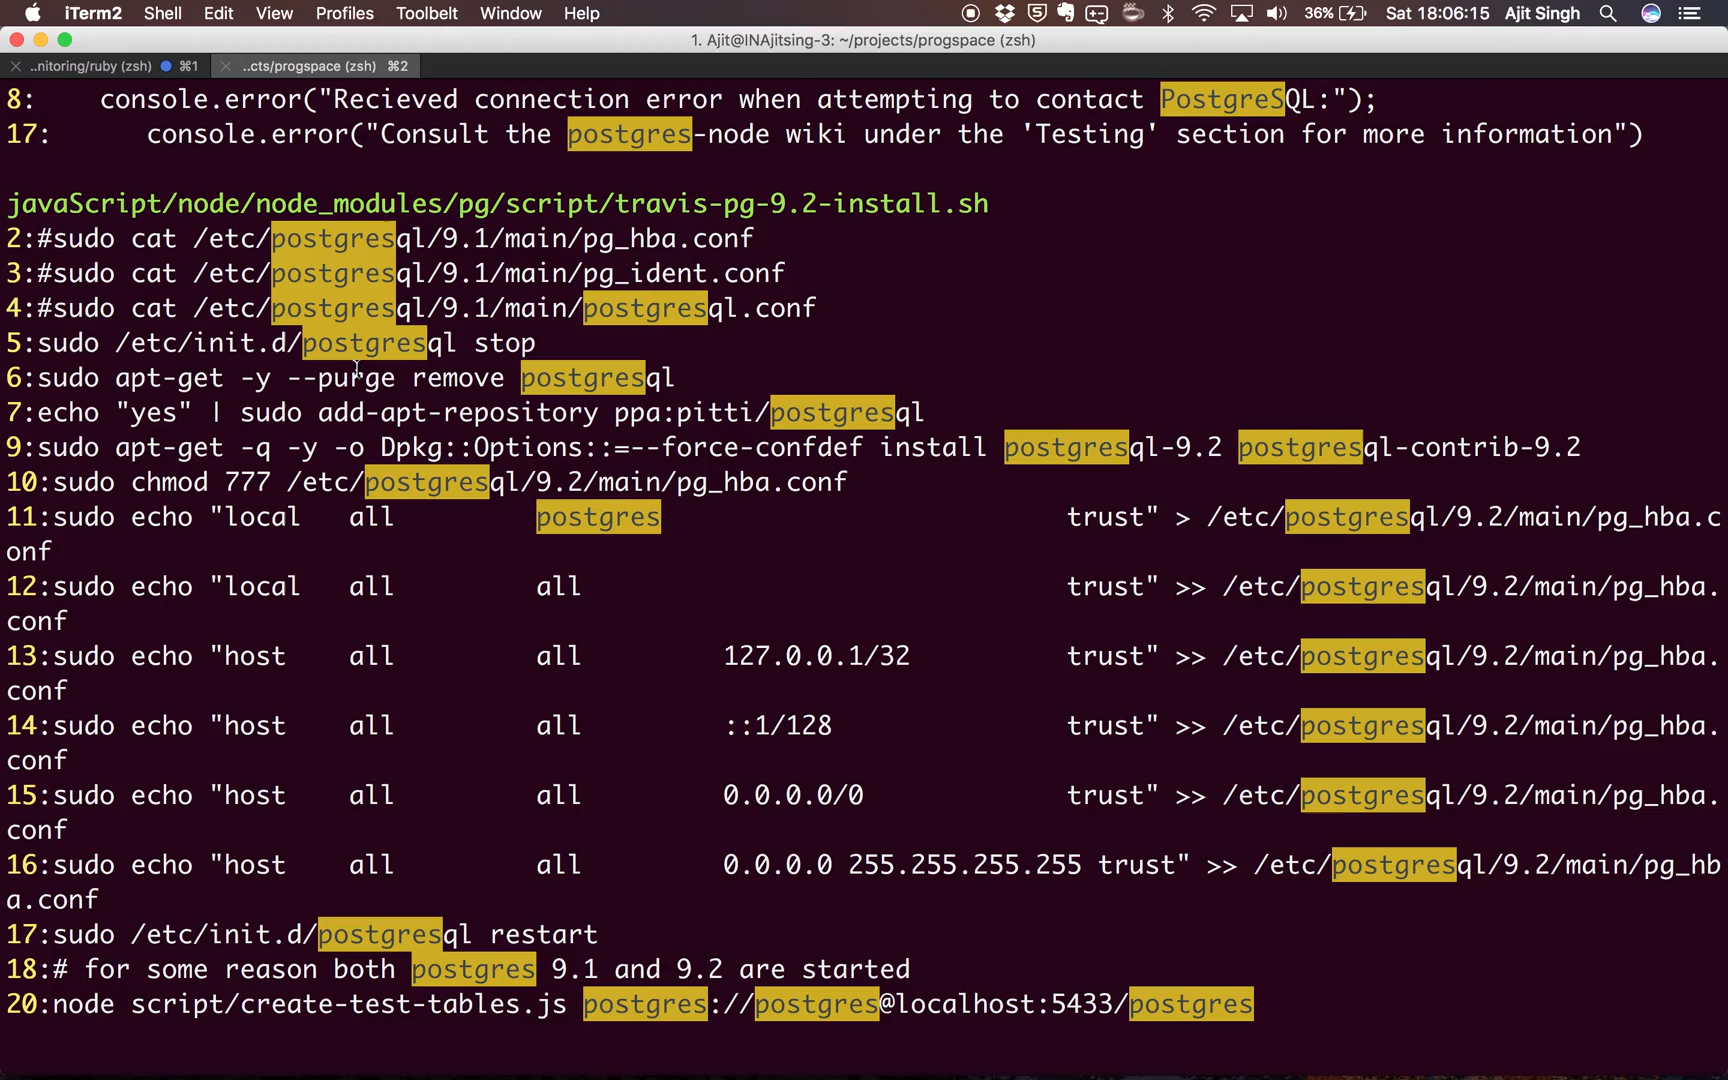 iTerm2 Shell Edit View Profiles Toolbelt Window Help 36% Sat 18:06:15 Ajit Singh
1. Ajit@INAjitsing-3: ~/projects/progspace (zsh)
..nitoring/ruby (zsh) ⌘1 ..cts/progspace (zsh) ⌘2
8:    console.error("Recieved connection error when attempting to contact PostgreSQL:");
17:      console.error("Consult the postgres-node wiki under the 'Testing' section for more information")
javaScript/node/node_modules/pg/script/travis-pg-9.2-install.sh
2:#sudo cat /etc/postgresql/9.1/main/pg_hba.conf
3:#sudo cat /etc/postgresql/9.1/main/pg_ident.conf
4:#sudo cat /etc/postgresql/9.1/main/postgresql.conf
5:sudo /etc/init.d/postgresql stop
6:sudo apt-get -y --purge remove postgresql
7:echo "yes" | sudo add-apt-repository ppa:pitti/postgresql
9:sudo apt-get -q -y -o Dpkg::Options::=--force-confdef install postgresql-9.2 postgresql-contrib-9.2
10:sudo chmod 777 /etc/postgresql/9.2/main/pg_hba.conf
11:sudo echo "local   all         postgres                          trust" > /etc/postgresql/9.2/main/pg_hba.c
onf
12:sudo echo "local   all         all                               trust" >> /etc/postgresql/9.2/main/pg_hba.
conf
13:sudo echo "host    all         all         127.0.0.1/32          trust" >> /etc/postgresql/9.2/main/pg_hba.
conf
14:sudo echo "host    all         all         ::1/128               trust" >> /etc/postgresql/9.2/main/pg_hba.
conf
15:sudo echo "host    all         all         0.0.0.0/0             trust" >> /etc/postgresql/9.2/main/pg_hba.
conf
16:sudo echo "host    all         all         0.0.0.0 255.255.255.255 trust" >> /etc/postgresql/9.2/main/pg_hb
a.conf
17:sudo /etc/init.d/postgresql restart
18:# for some reason both postgres 9.1 and 9.2 are started
20:node script/create-test-tables.js postgres://postgres@localhost:5433/postgres